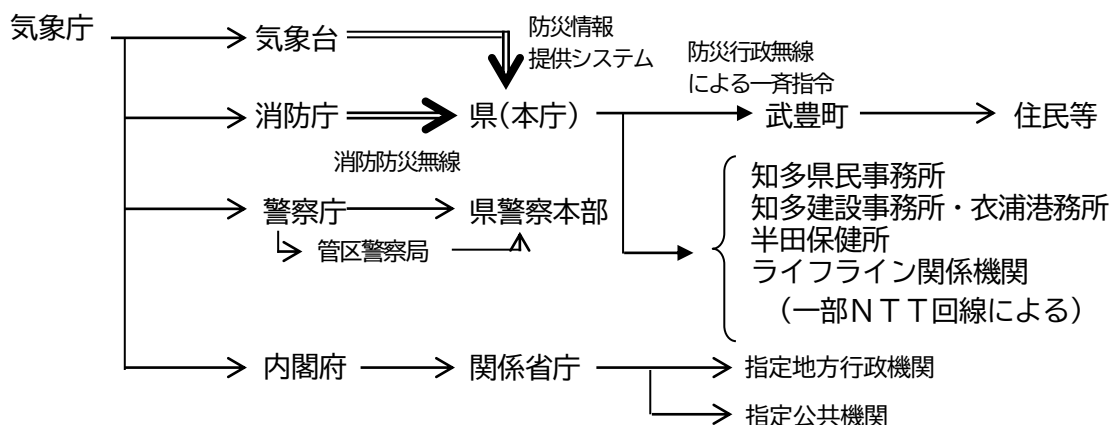 気象庁
気象台
防災情報
提供システム
防災行政無線
による一斉指令
消防庁
県(本庁)
武豊町
住民等
消防防災無線
警察庁
県警察本部
管区警察局
知多県民事務所
知多建設事務所・衣浦港務所
半田保健所
ライフライン関係機関
(一部NTT回線による)
内閣府
関係省庁
指定地方行政機関
指定公共機関